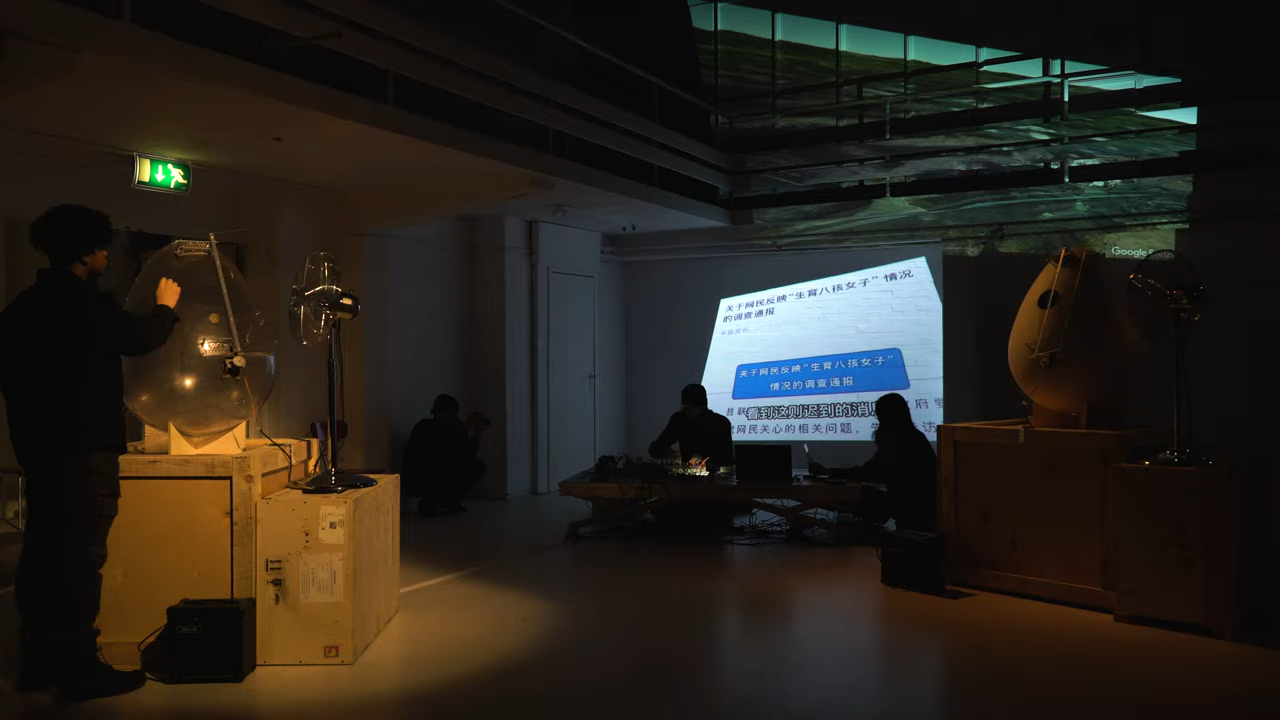 Google Earth
关于网民反映“生育八孩女子”情况
的调查通报
关于网民反映“生育八孩女子”
情况的调查通报
看到这则迟到的消息
网民关心的相关问题，